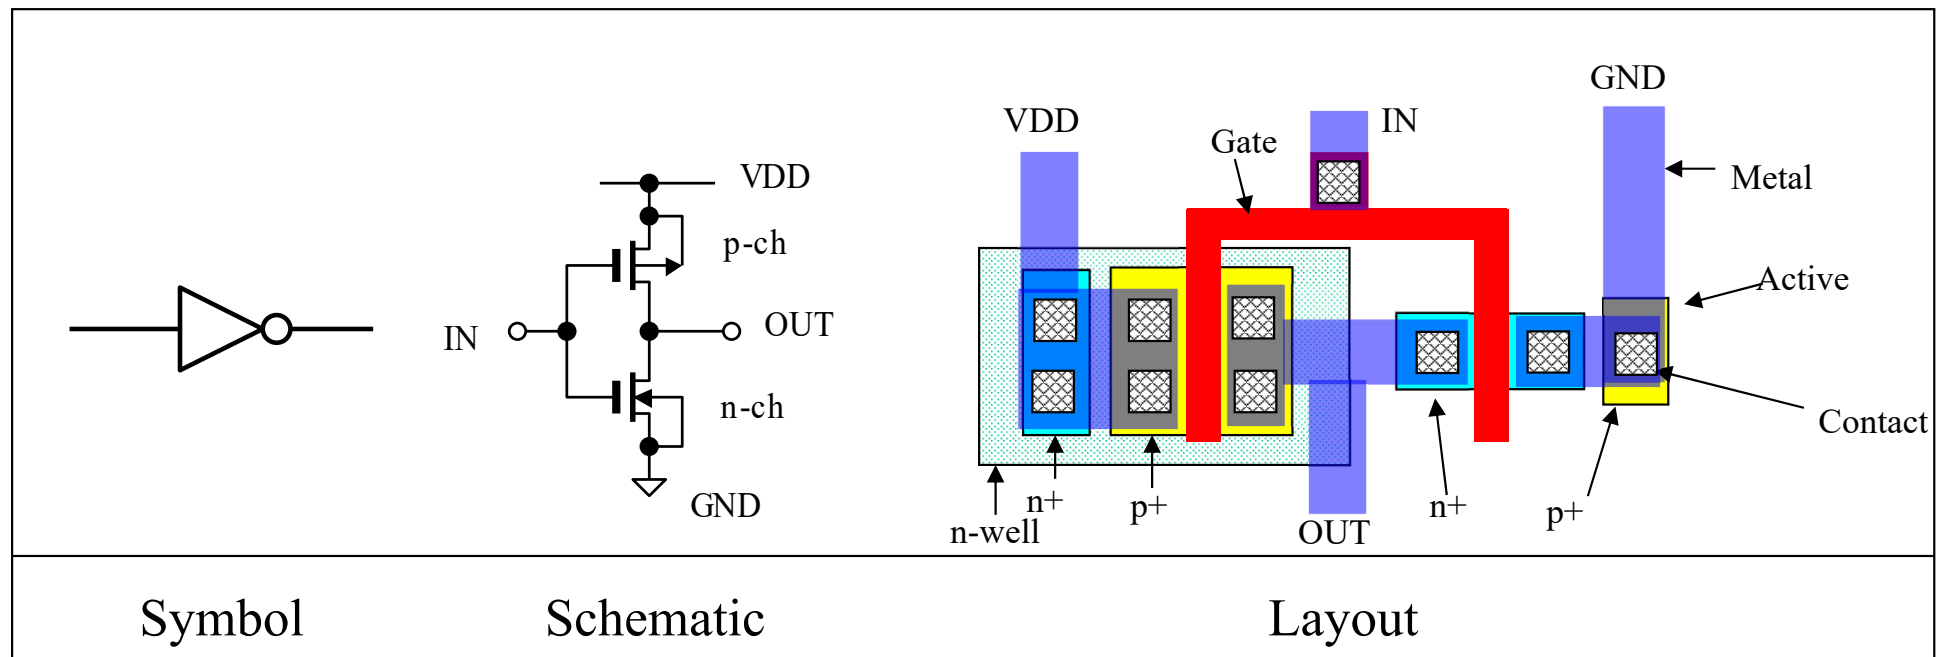 VDD
p-ch
IN
OUT
n-ch
GND
VDD
Gate
IN
GND
Metal
Active
Contact
n-well
n+
p+
OUT
n+
p+
Symbol
Schematic
Layout